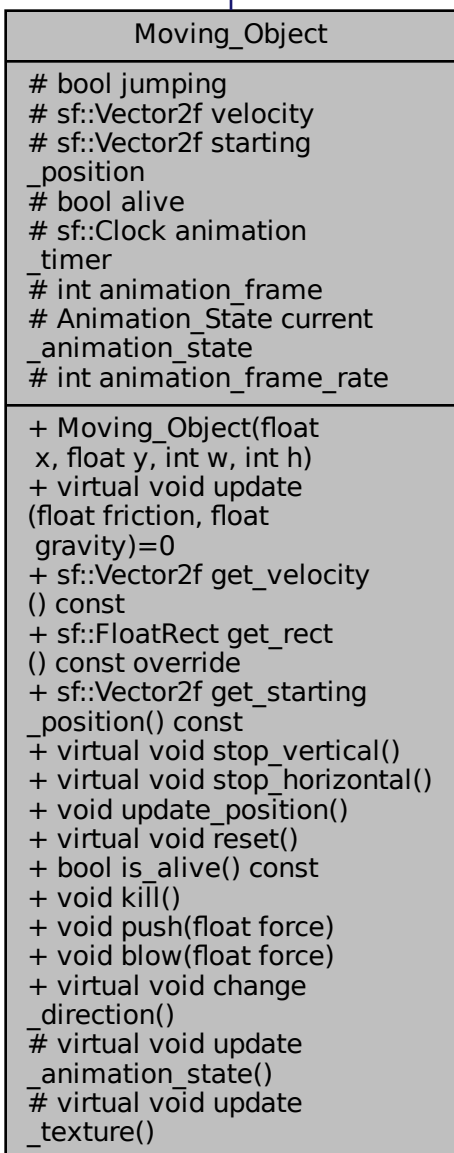 Moving_Object
# bool jumping
# sf::Vector2f velocity
# sf::Vector2f starting
_position
# bool alive
# sf::Clock animation
_timer
# int animation_frame
# Animation_State current
_animation_state
# int animation_frame_rate
+ Moving_Object(float
x, float y, int w, int h)
+ virtual void update
(float friction, float
gravity)=0
+ sf::Vector2f get_velocity
() const
+ sf::FloatRect get_rect
() const override
+ sf::Vector2f get_starting
_position() const
+ virtual void stop_vertical()
+ virtual void stop_horizontal()
+ void update_position()
+ virtual void reset()
+ bool is_alive() const
+ void kill()
+ void push(float force)
+ void blow(float force)
+ virtual void change
_direction()
# virtual void update
_animation_state()
# virtual void update
_texture()